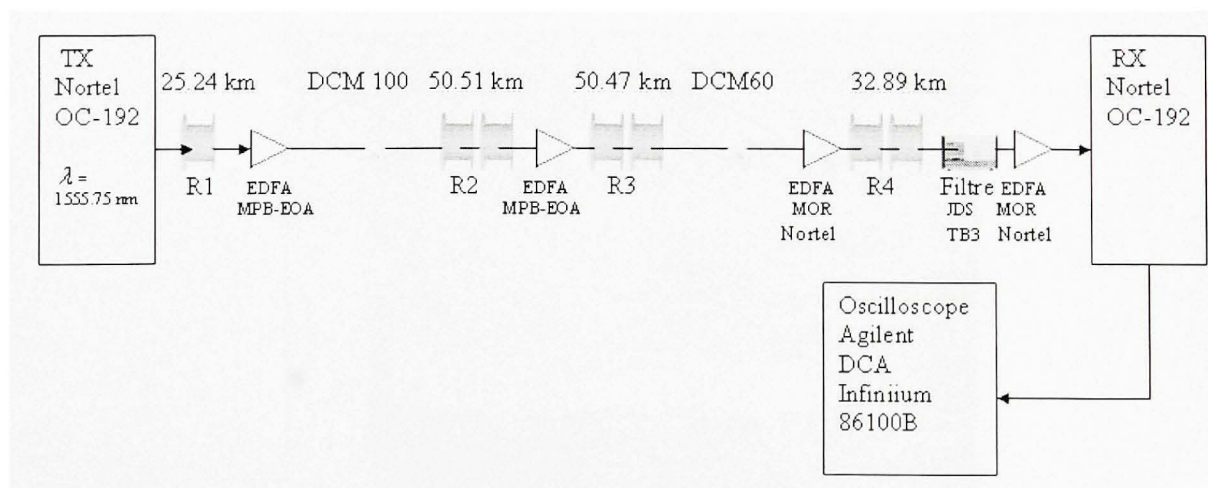 TX
Nortel
OC-192
λ =
1555.75 nm
25.24 km
DCM 100
50.51 km
50.47 km
DCM60
32.89 km
RX
Nortel
OC-192
R1
EDFA
MPB-EOA
R2
EDFA
MPB-EOA
R3
EDFA
MOR
Nortel
R4
Filtre
JDS
TB3
EDFA
MOR
Nortel
Oscilloscope
Agilent
DCA
Infiniium
86100B